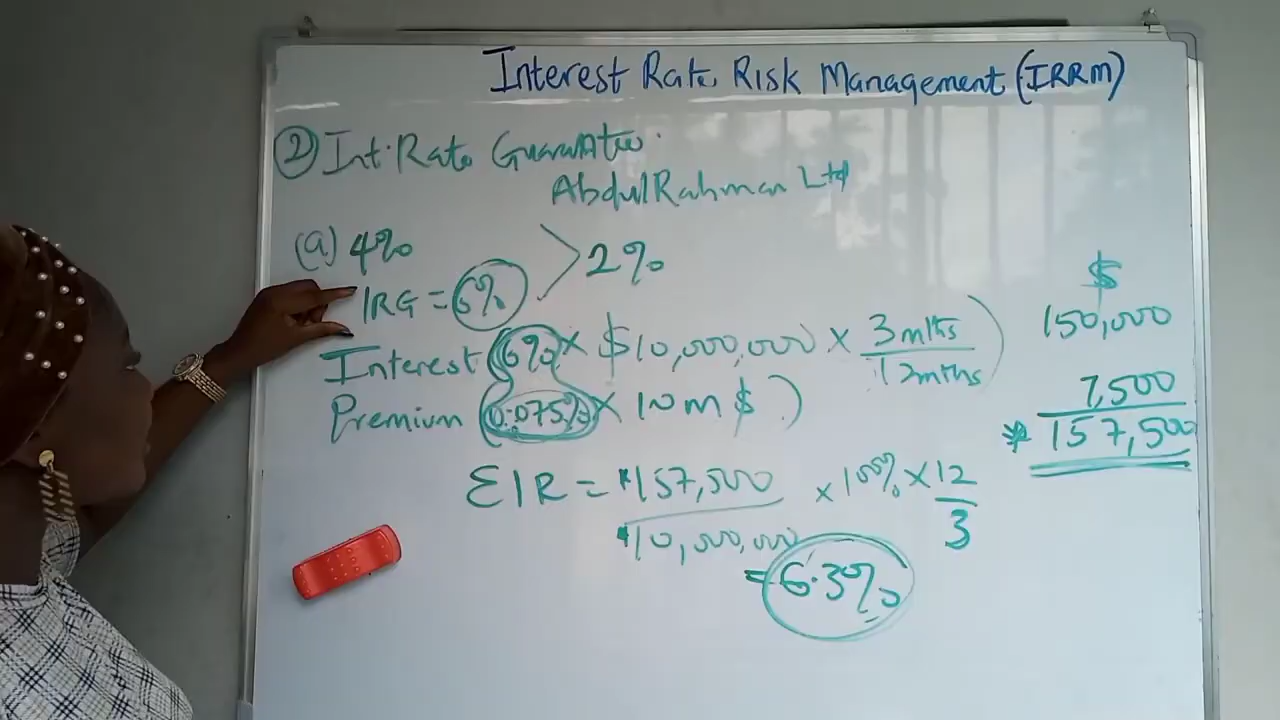 Interest Rate Risk Management (IRRM)
② Int. Rate Guarantee.
AbdulRahman Ltd
(a) 4%
IRG = 6%
> 2%
$
Interest (6% × $10,000,000 × 3mths/12mths) 150,000
Premium (0.075% × 10m $) 7,500
157,500
EIR = 157,500/10,000,000 × 100% × 12/3
= 6.3%